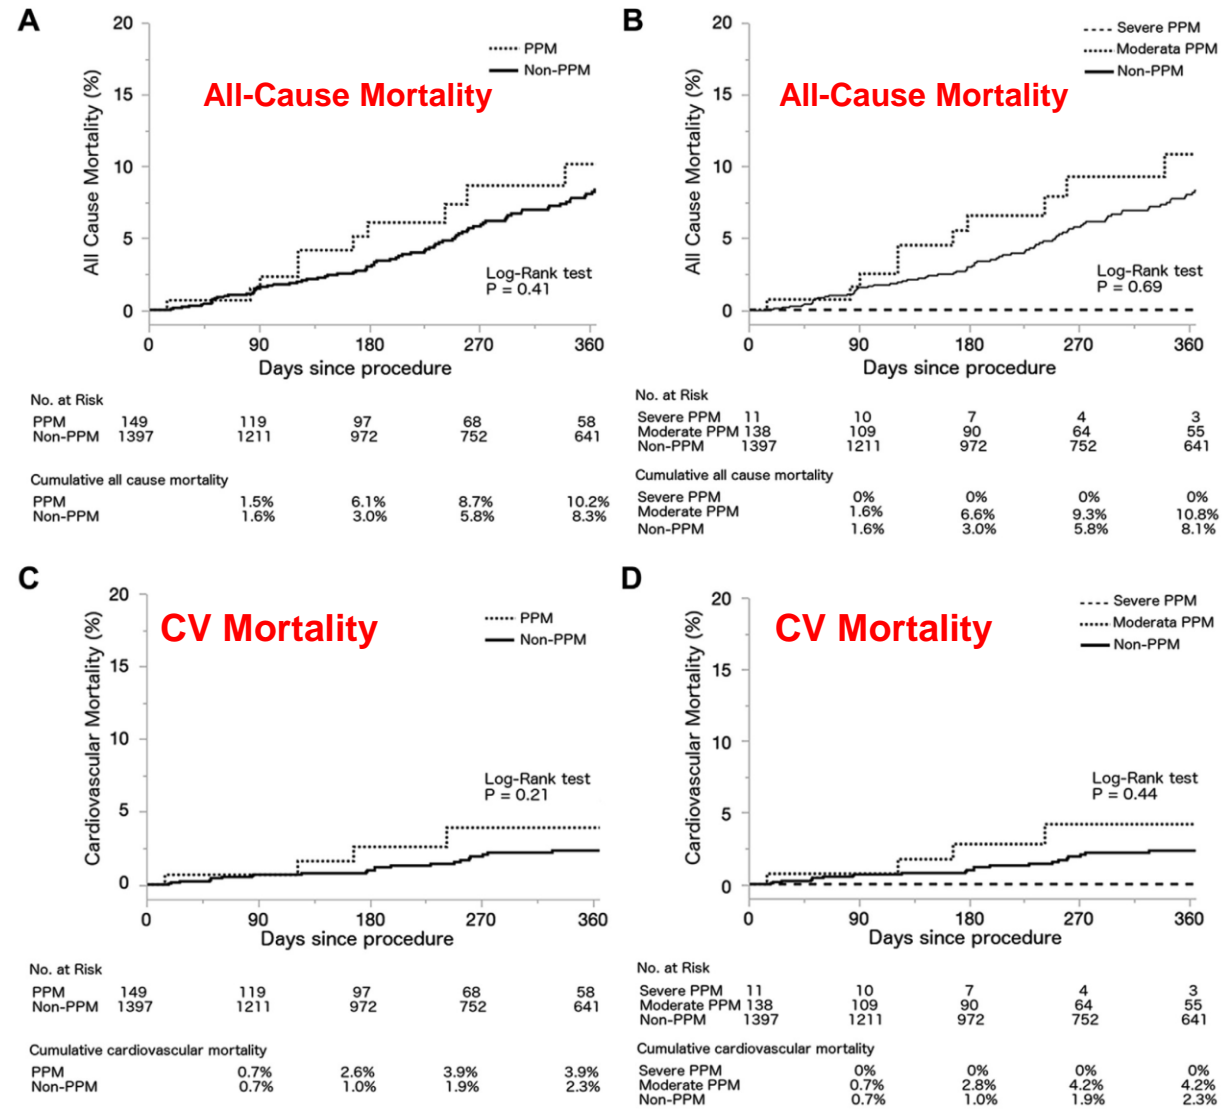 A
20
15
10
5
0
All Cause Mortality (%)
PPM
Non-PPM
All-Cause Mortality
Log-Rank test
P = 0.41
0 90 180 270 360
Days since procedure
No. at Risk
PPM 149 119 97 68 58
Non-PPM 1397 1211 972 752 641
Cumulative all cause mortality
PPM 1.5% 6.1% 8.7% 10.2%
Non-PPM 1.6% 3.0% 5.8% 8.3%
B
20
15
10
5
0
All Cause Mortality (%)
Severe PPM
Moderata PPM
Non-PPM
All-Cause Mortality
Log-Rank test
P = 0.69
0 90 180 270 360
Days since procedure
No. at Risk
Severe PPM 11 10 7 4 3
Moderate PPM 138 109 90 64 55
Non-PPM 1397 1211 972 752 641
Cumulative all cause mortality
Severe PPM 0% 0% 0% 0%
Moderate PPM 1.6% 6.6% 9.3% 10.8%
Non-PPM 1.6% 3.0% 5.8% 8.1%
C
20
15
10
5
0
Cardiovascular Mortality (%)
PPM
Non-PPM
CV Mortality
Log-Rank test
P = 0.21
0 90 180 270 360
Days since procedure
No. at Risk
PPM 149 119 97 68 58
Non-PPM 1397 1211 972 752 641
Cumulative cardiovascular mortality
PPM 0.7% 2.6% 3.9% 3.9%
Non-PPM 0.7% 1.0% 1.9% 2.3%
D
20
15
10
5
0
Cardiovascular Mortality (%)
Severe PPM
Moderata PPM
Non-PPM
CV Mortality
Log-Rank test
P = 0.44
0 90 180 270 360
Days since procedure
No. at Risk
Severe PPM 11 10 7 4 3
Moderate PPM 138 109 90 64 55
Non-PPM 1397 1211 972 752 641
Cumulative cardiovascular mortality
Severe PPM 0% 0% 0% 0%
Moderate PPM 0.7% 2.8% 4.2% 4.2%
Non-PPM 0.7% 1.0% 1.9% 2.3%